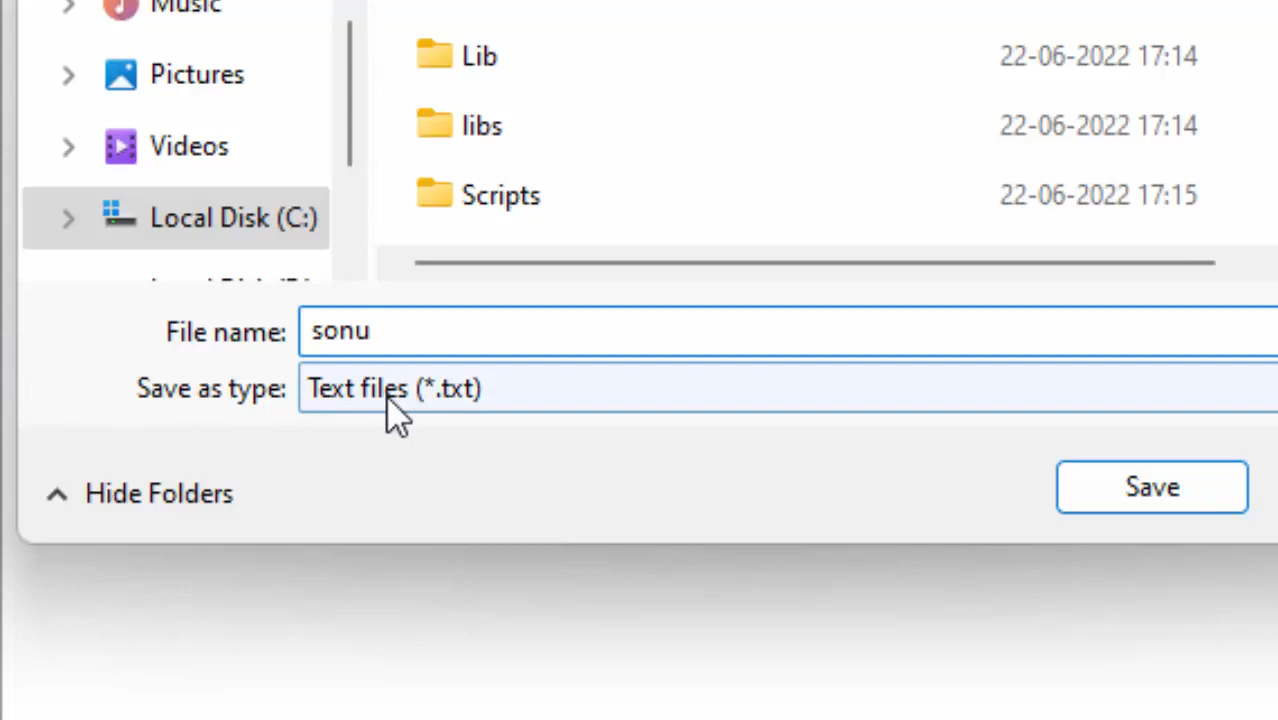 Music
Pictures
Videos
Local Disk (C:)
Lib 22-06-2022 17:14
libs 22-06-2022 17:14
Scripts 22-06-2022 17:15
File name: sonu
Save as type: Text files (*.txt)
Hide Folders
Save